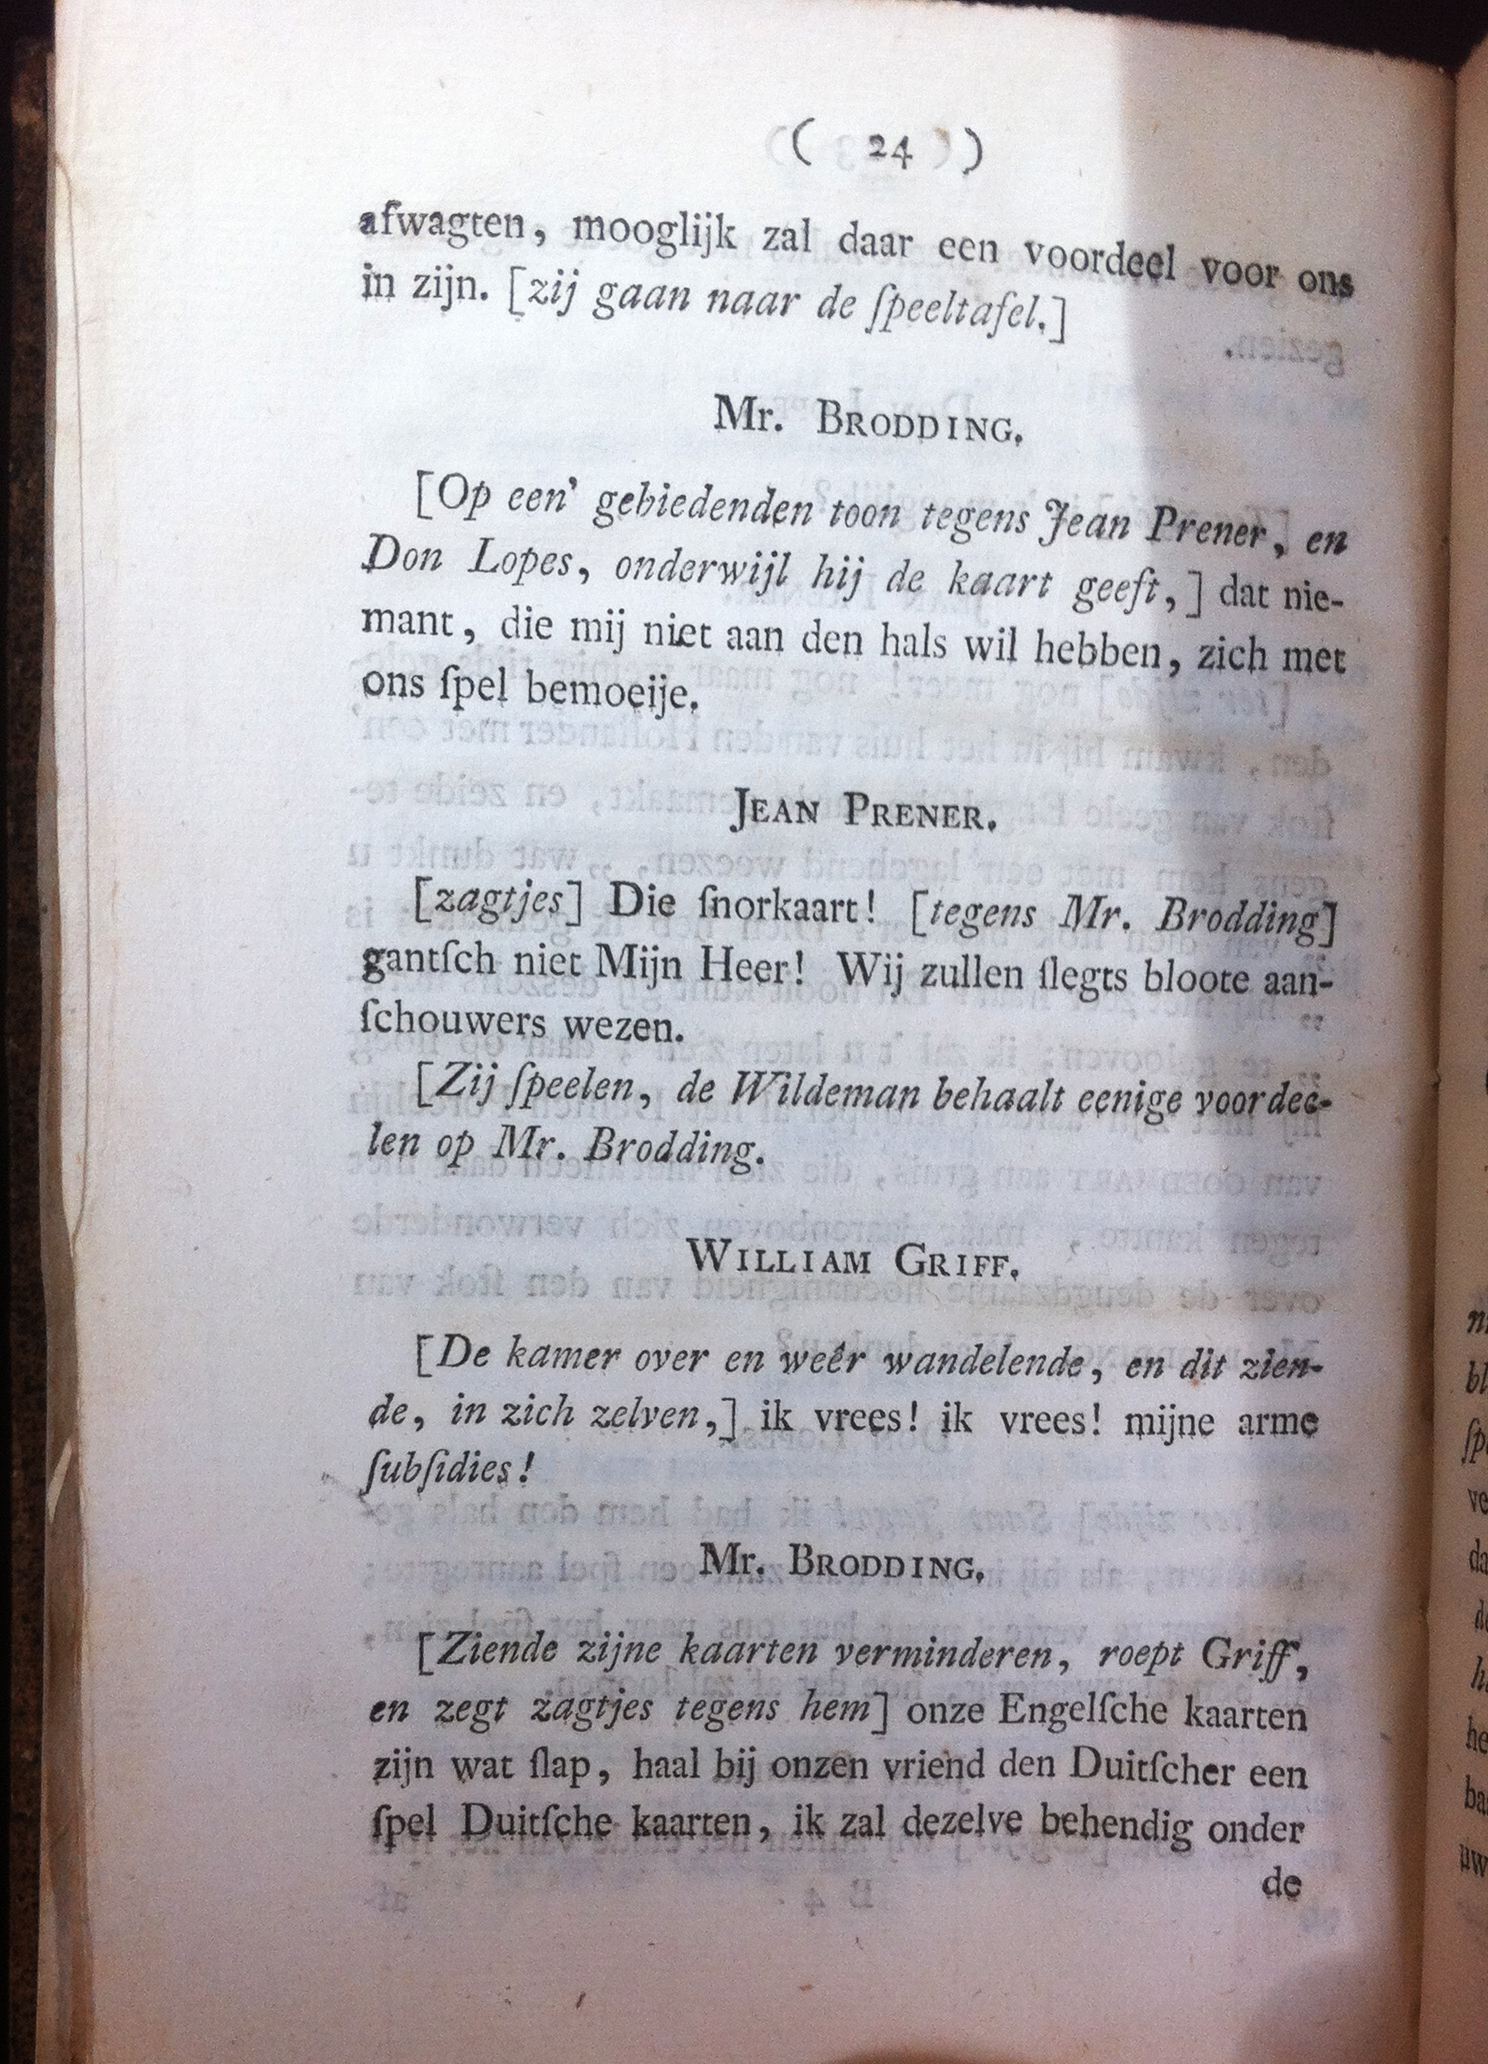 ( 24 )
afwagten, mooglijk zal daar een voordeel voor ons
in zijn. [zij gaan naar de ſpeeltafel.]
Mr. BRODDING.
[Op een' gebiedenden toon tegens Jean Prener, en
Don Lopes, onderwijl hij de kaart geeft,] dat nie-
mant, die mij niet aan den hals wil hebben, zich met
ons ſpel bemoeije.
JEAN PRENER.
[zagtjes] Die ſnorkaart! [tegens Mr. Brodding]
gantſch niet Mijn Heer! Wij zullen ſlegts bloote aan-
ſchouwers wezen.
[Zij ſpeelen, de Wildeman behaalt eenige voordee-
len op Mr. Brodding.
WILLIAM GRIFF.
[De kamer over en weêr wandelende, en dit zien-
de, in zich zelven,] ik vrees! ik vrees! mijne arme
ſubſidies!
Mr. BRODDING.
[Ziende zijne kaarten verminderen, roept Griff,
en zegt zagtjes tegens hem] onze Engelſche kaarten
zijn wat ſlap, haal bij onzen vriend den Duitſcher een
ſpel Duitſche kaarten, ik zal dezelve behendig onder
de